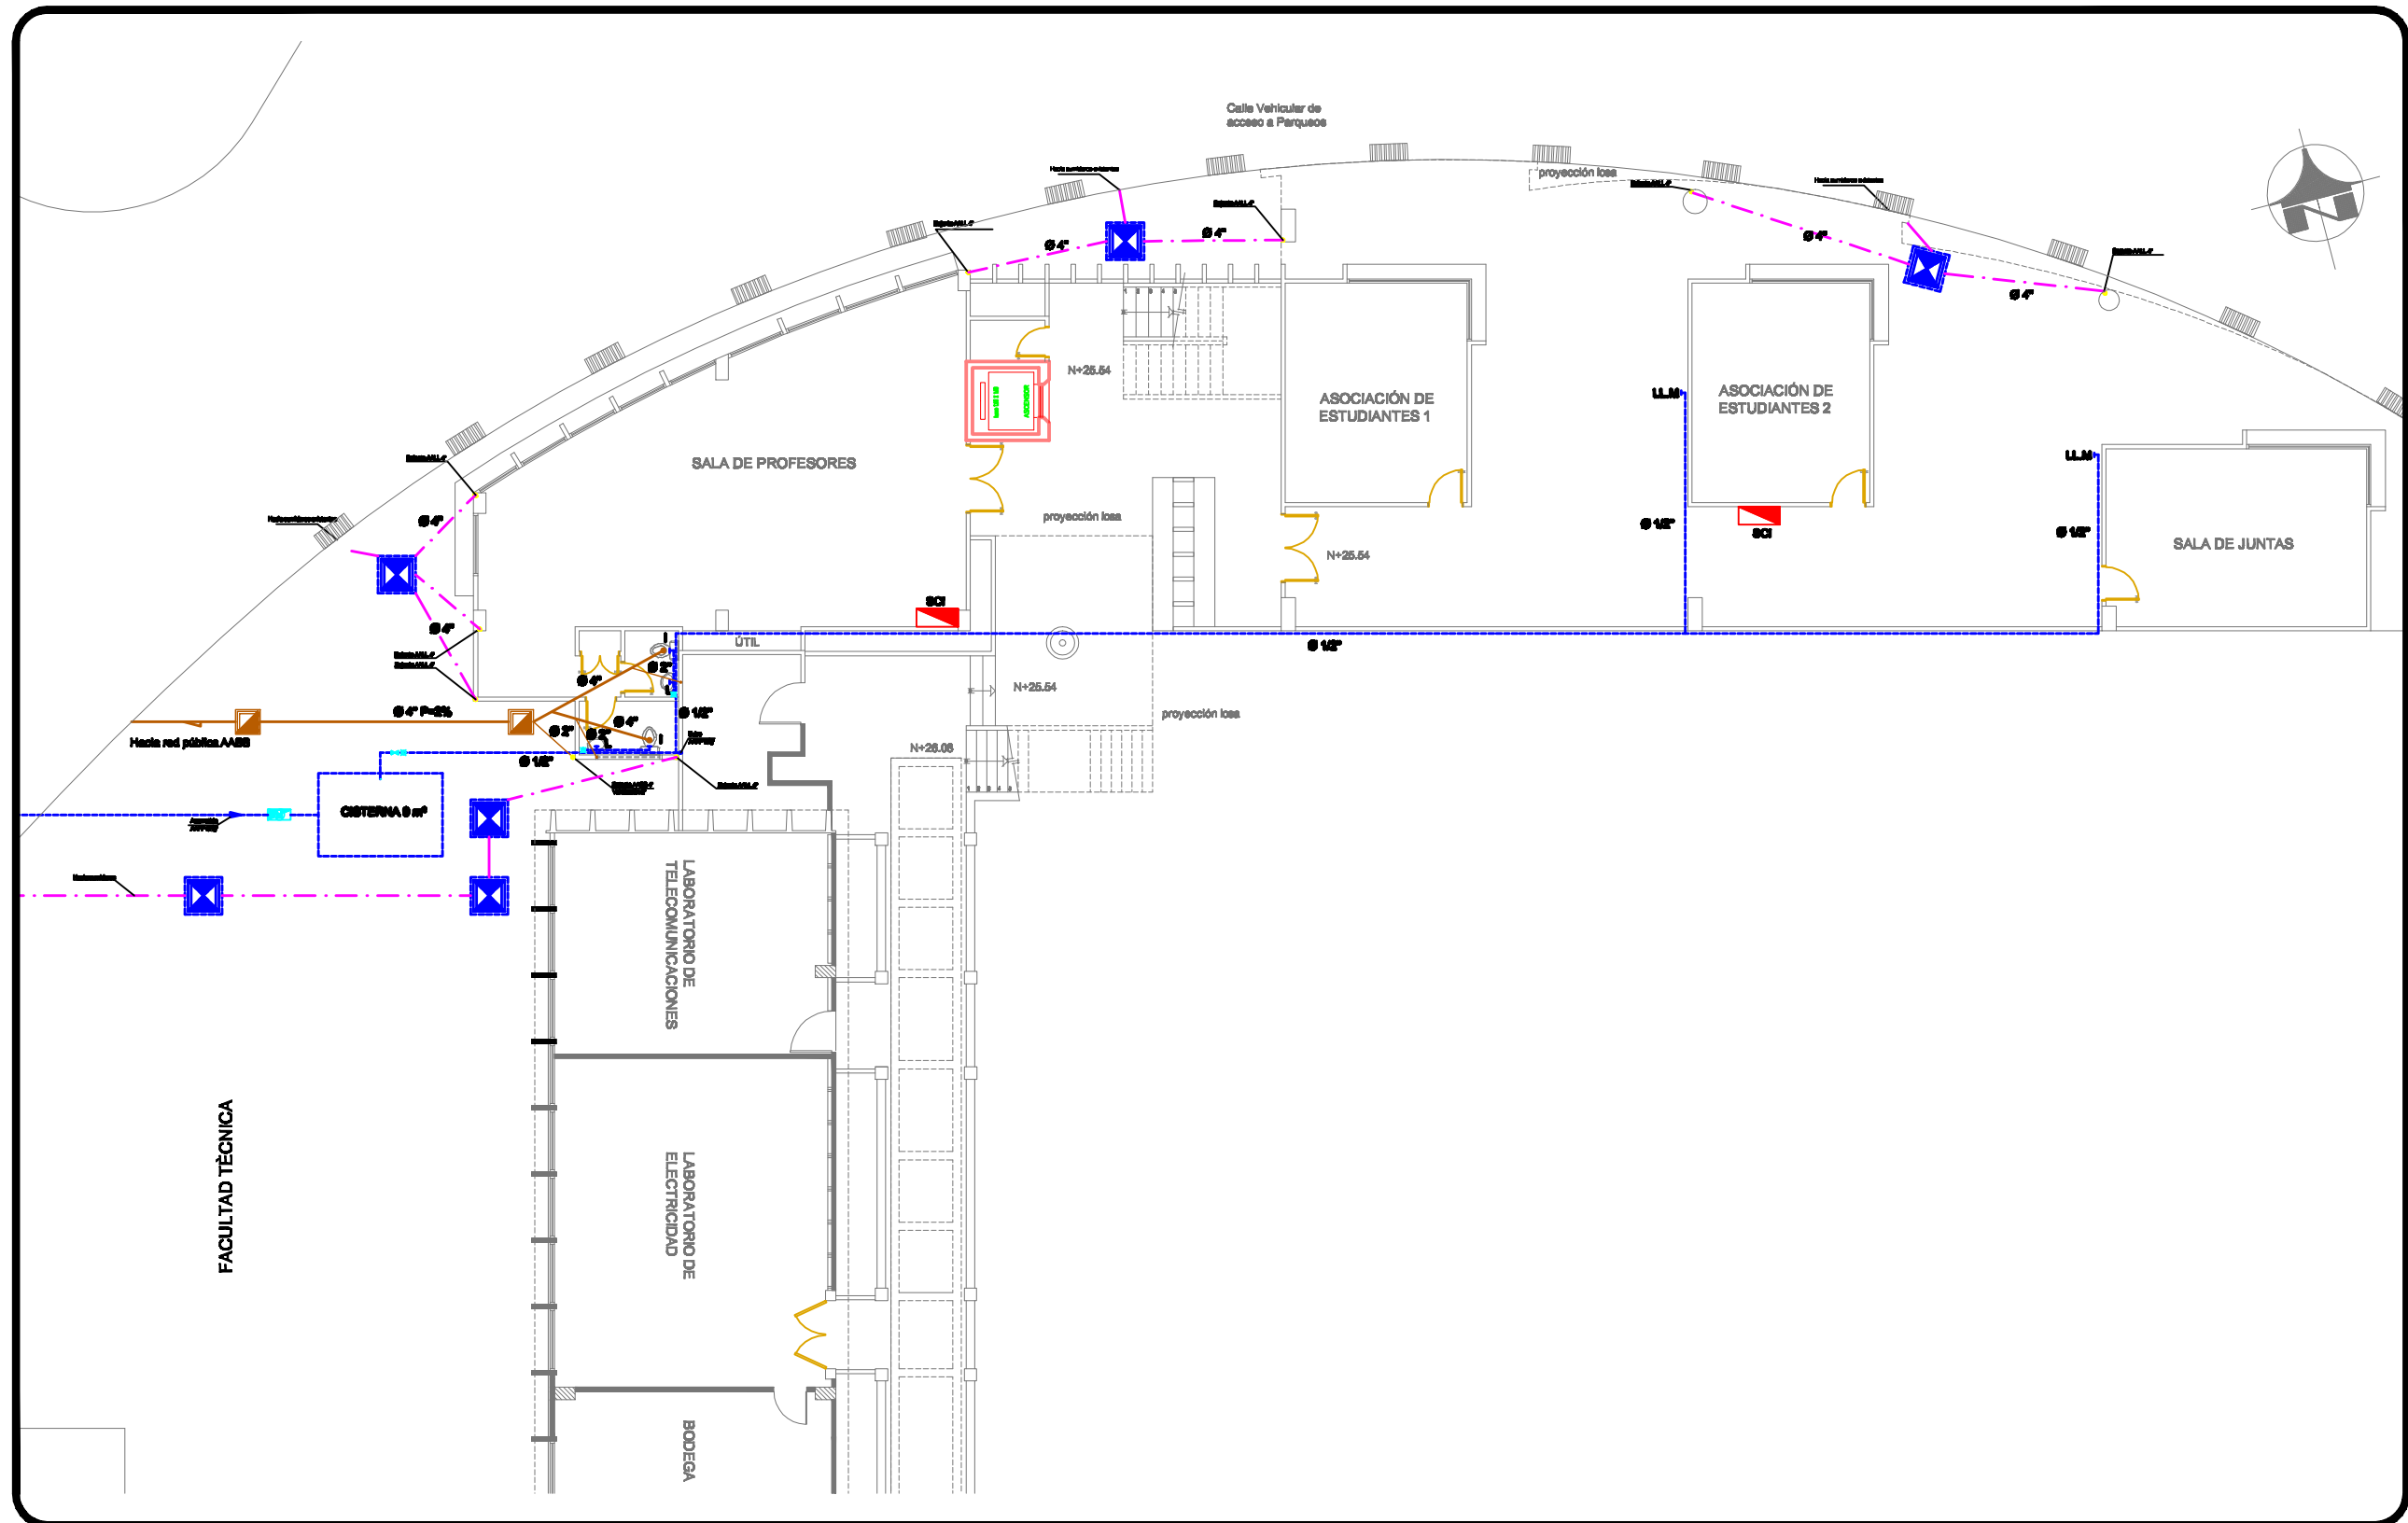 Calle Vehicular de
acceso a Parqueos
proyección losa
Ø 4"
Ø 4"
Ø 4"
Ø 4"
N+25.54
ASCENSOR
ASOCIACIÓN DE
ESTUDIANTES 1
LL.M
ASOCIACIÓN DE
ESTUDIANTES 2
LL.M
SALA DE PROFESORES
proyección losa
Ø 4"
Ø 1/2"
SCI
Ø 1/2"
SALA DE JUNTAS
N+25.54
SCI
Ø 4"
ÚTIL
Ø 1/2"
Ø 2"
Ø 4"
N+25.54
Ø 4" P=2%
Ø 1/2"
proyección losa
Ø 4"
Ø 2"
Ø 2"
Hacia red pública AASS
N+26.06
Ø 1/2"
CISTERNA 9 m³
LABORATORIO DE
TELECOMUNICACIONES
FACULTAD TÈCNICA
LABORATORIO DE
ELECTRICIDAD
BODEGA